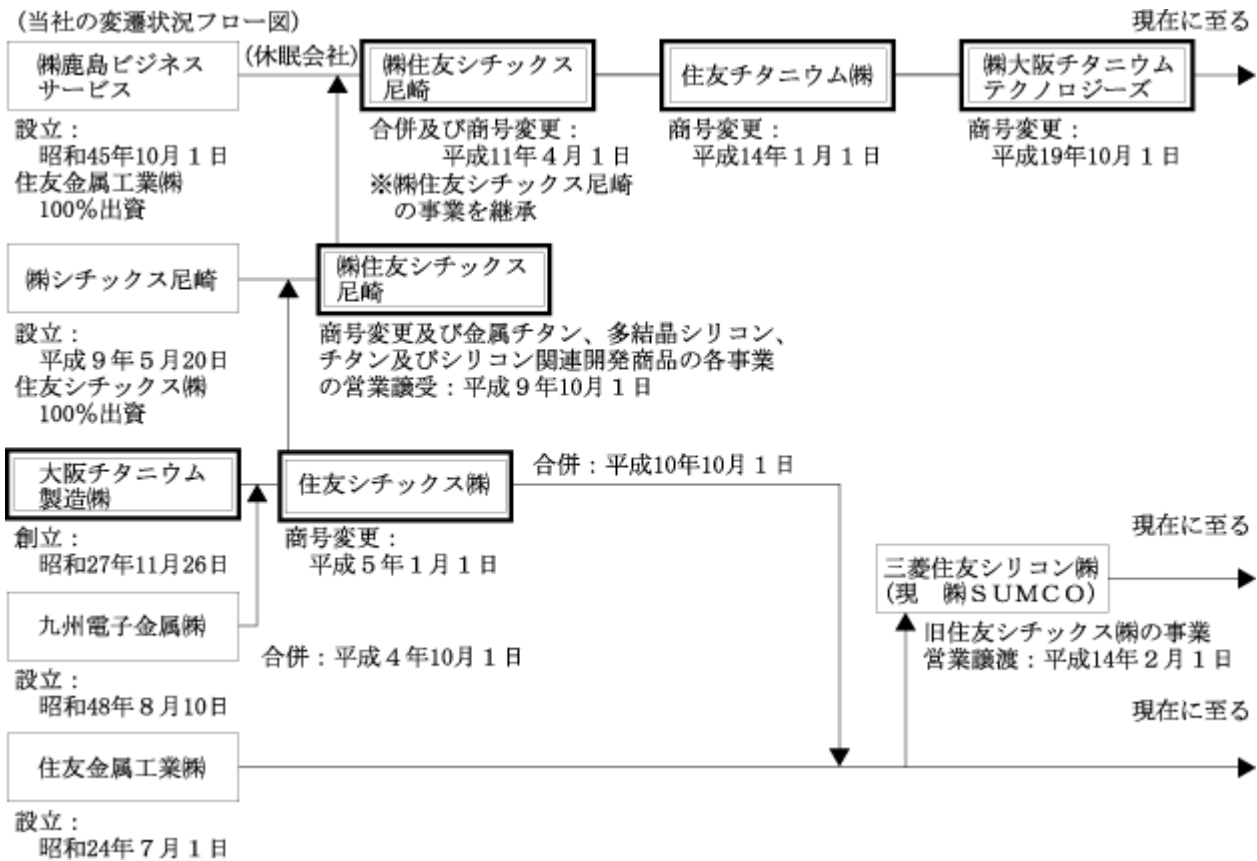 (当社の変遷状況フロー図)
現在に至る
㈱鹿島ビジネス
サービス
(休眠会社)
㈱住友シチックス
尼崎
住友チタニウム㈱
㈱大阪チタニウム
テクノロジーズ
設立：
昭和45年10月１日
住友金属工業㈱
100％出資
合併及び商号変更：
平成11年４月１日
※㈱住友シチックス尼崎
の事業を継承
商号変更：
平成14年１月１日
商号変更：
平成19年10月１日
㈱シチックス尼崎
㈱住友シチックス
尼崎
設立：
平成９年５月20日
住友シチックス㈱
100％出資
商号変更及び金属チタン、多結晶シリコン、
チタン及びシリコン関連開発商品の各事業
の営業譲受：平成９年10月１日
大阪チタニウム
製造㈱
住友シチックス㈱
合併：平成10年10月１日
創立：
昭和27年11月26日
商号変更：
平成５年１月１日
現在に至る
三菱住友シリコン㈱
(現　㈱ＳＵＭＣＯ)
九州電子金属㈱
合併：平成４年10月１日
旧住友シチックス㈱の事業
営業譲渡：平成14年２月１日
設立：
昭和48年８月10日
現在に至る
住友金属工業㈱
設立：
昭和24年７月１日